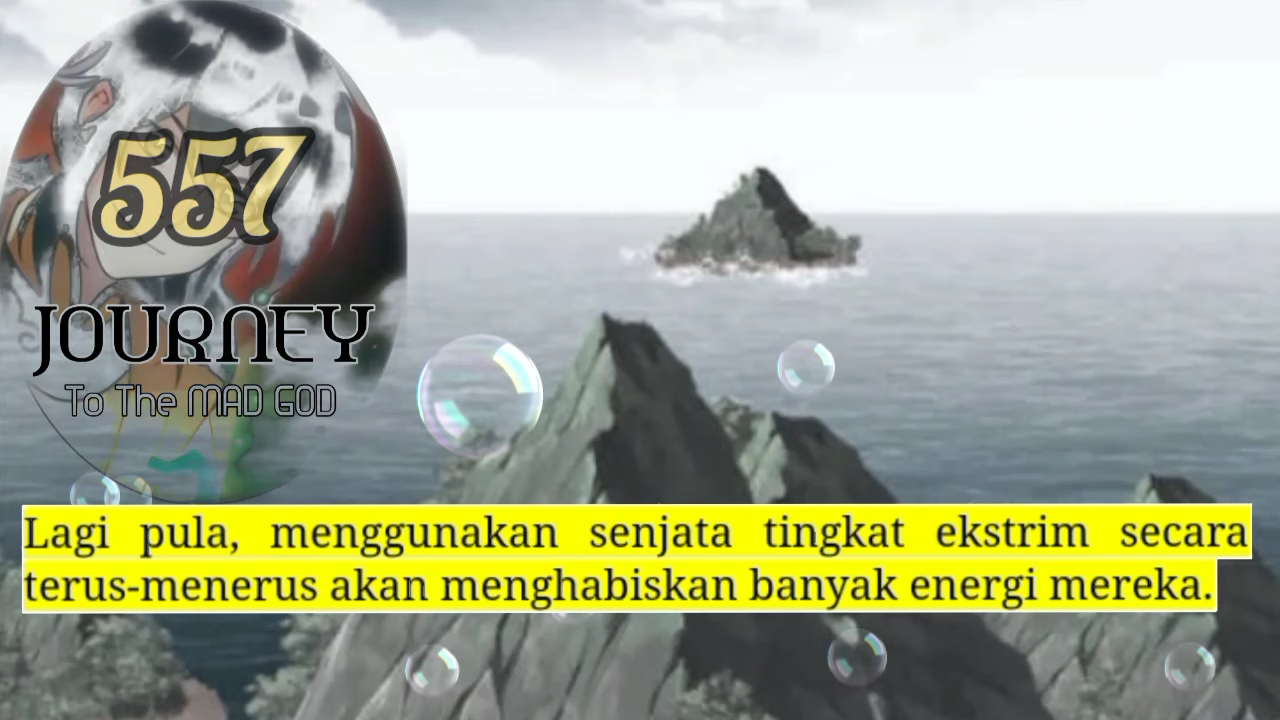 557
JOURNEY
To The MAD GOD
Lagi pula, menggunakan senjata tingkat ekstrim secara
terus-menerus akan menghabiskan banyak energi mereka.